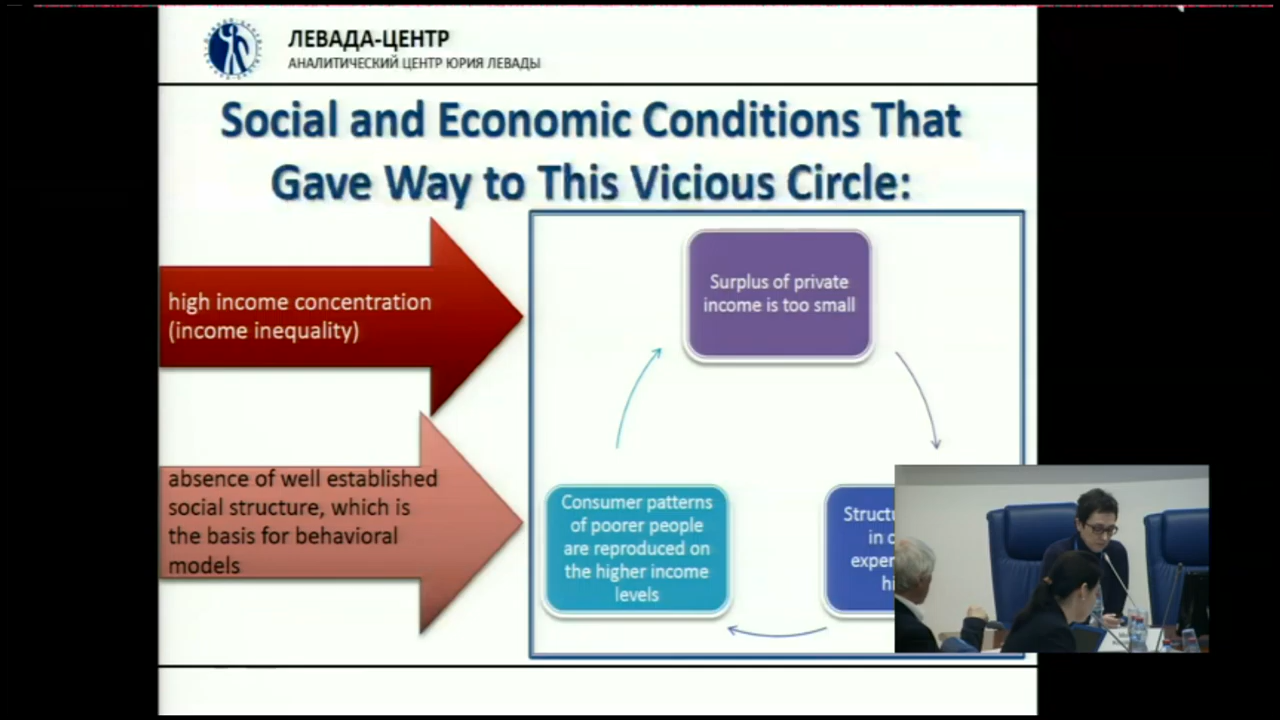 ЛЕВАДА-ЦЕНТР
АНАЛИТИЧЕСКИЙ ЦЕНТР ЮРИЯ ЛЕВАДЫ
Social and Economic Conditions That
Gave Way to This Vicious Circle:
high income concentration
(income inequality)
absence of well established
social structure, which is
the basis for behavioral
models
Surplus of private
income is too small
Consumer patterns
of poorer people
are reproduced on
the higher income
levels
in